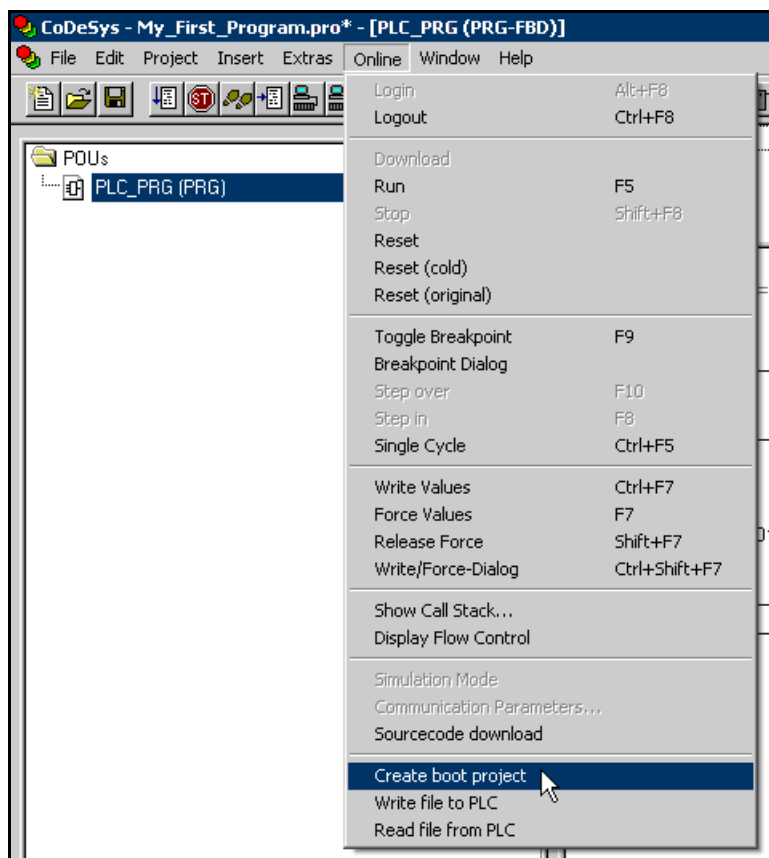 CoDeSys - My_First_Program.pro* - [PLC_PRG (PRG-FBD)]
File Edit Project Insert Extras Online Window Help
ST
Login Alt+F8
Logout Ctrl+F8
POUs
PLC_PRG (PRG)
Download
Run F5
Stop Shift+F8
Reset
Reset (cold)
Reset (original)
Toggle Breakpoint F9
Breakpoint Dialog
Step over F10
Step in F8
Single Cycle Ctrl+F5
Write Values Ctrl+F7
Force Values F7
Release Force Shift+F7
Write/Force-Dialog Ctrl+Shift+F7
Show Call Stack...
Display Flow Control
Simulation Mode
Communication Parameters...
Sourcecode download
Create boot project
Write file to PLC
Read file from PLC